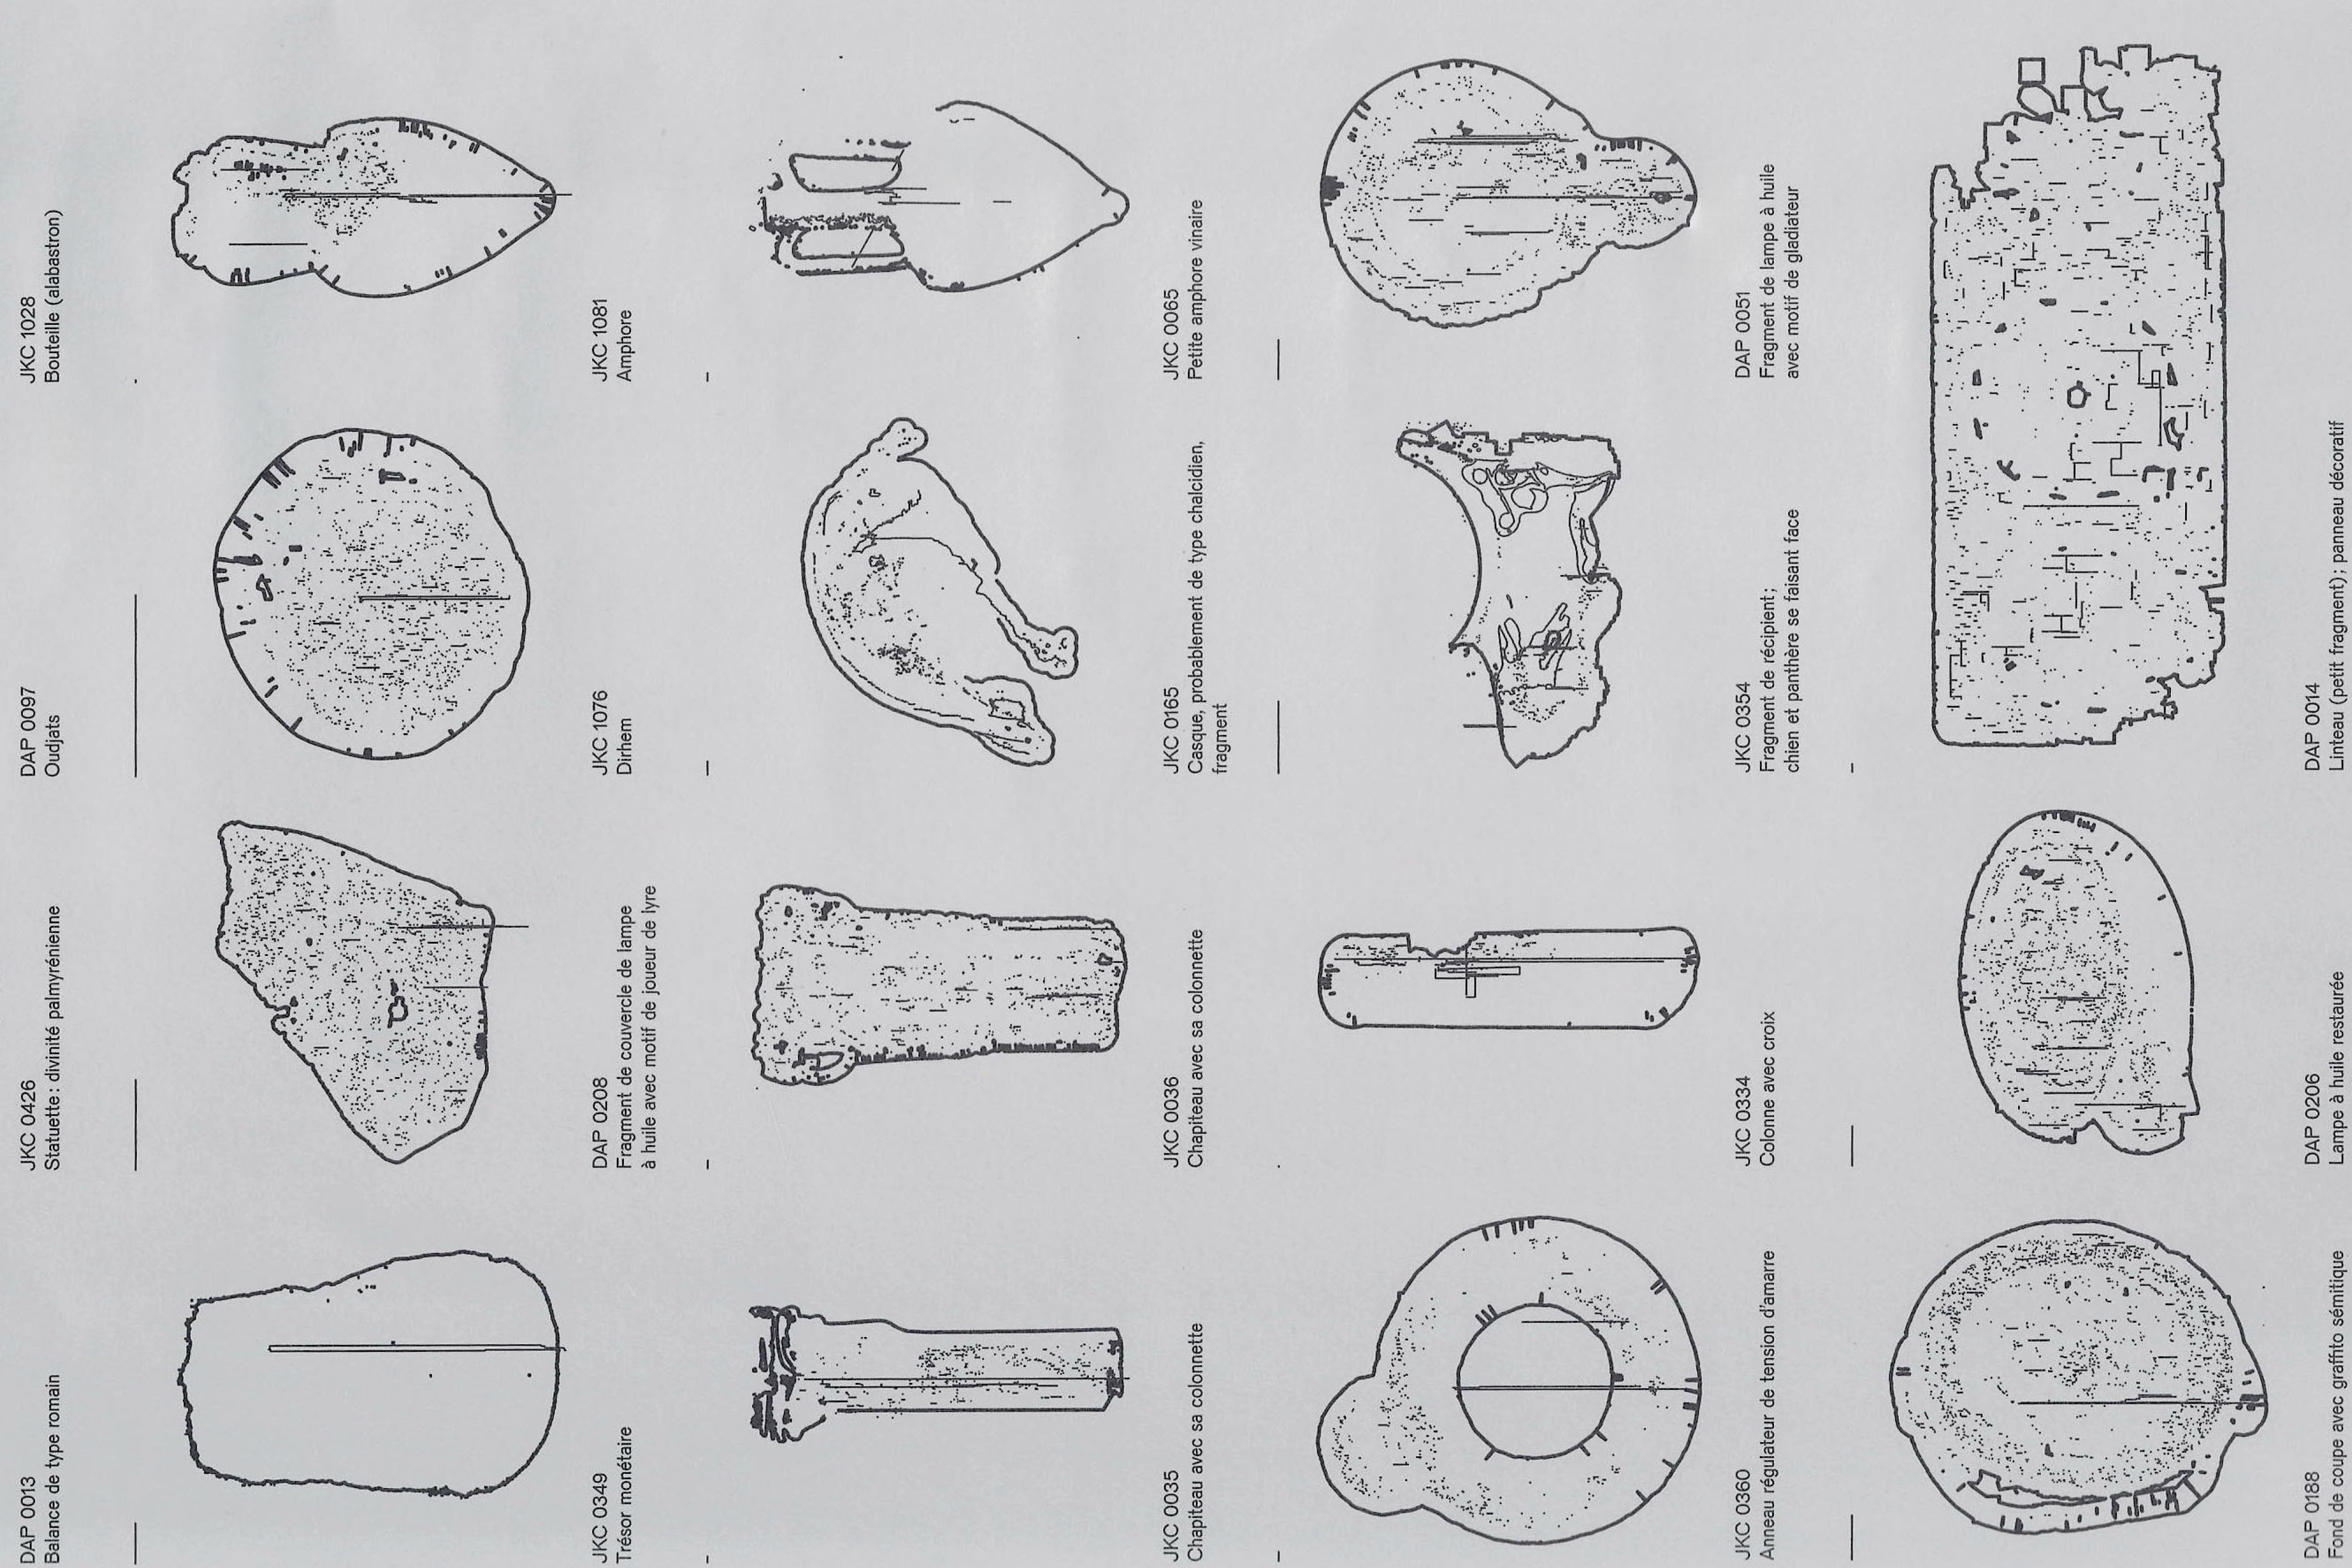 DAP 0013
Balance de type romain
JKC 0426
Statuette : divinité palmyrénienne
DAP 0097
Oudjats
JKC 1028
Bouteille (alabastron)
JKC 0349
Trésor monétaire
DAP 0208
Fragment de couvercle de lampe
à huile avec motif de joueur de lyre
JKC 1076
Dirhem
JKC 1081
Amphore
JKC 0035
Chapiteau avec sa colonnette
JKC 0036
Chapiteau avec sa colonnette
JKC 0165
Casque, probablement de type chalcidien,
fragment
JKC 0065
Petite amphore vinaire
JKC 0360
Anneau régulateur de tension d'amarre
JKC 0334
Colonne avec croix
JKC 0354
Fragment de récipient ;
chien et panthère se faisant face
DAP 0051
Fragment de lampe à huile
avec motif de gladiateur
DAP 0188
Fond de coupe avec graffito sémitique
DAP 0206
Lampe à huile restaurée
DAP 0014
Linteau (petit fragment) ; panneau décoratif